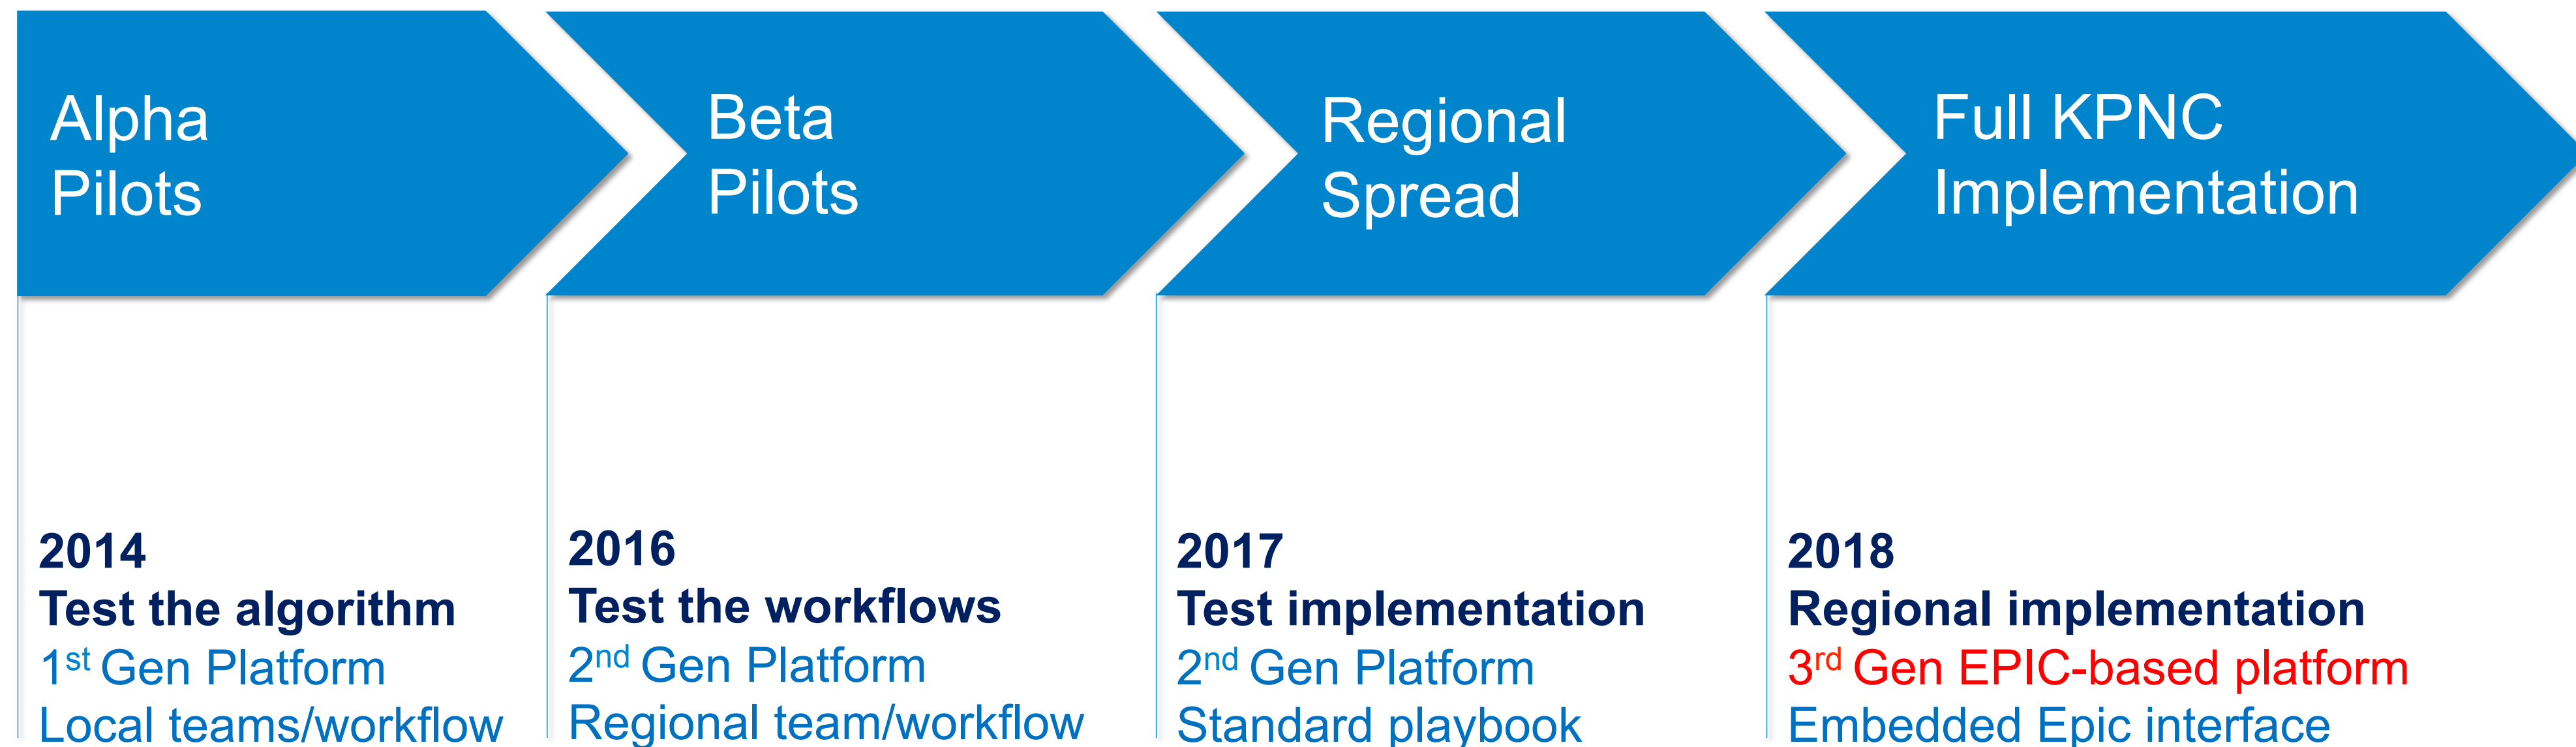 Alpha
Pilots
Beta
Pilots
Regional
Spread
Full KPNC
Implementation
2014
Test the algorithm
1st Gen Platform
Local teams/workflow
2016
Test the workflows
2nd Gen Platform
Regional team/workflow
2017
Test implementation
2nd Gen Platform
Standard playbook
2018
Regional implementation
3rd Gen EPIC-based platform
Embedded Epic interface